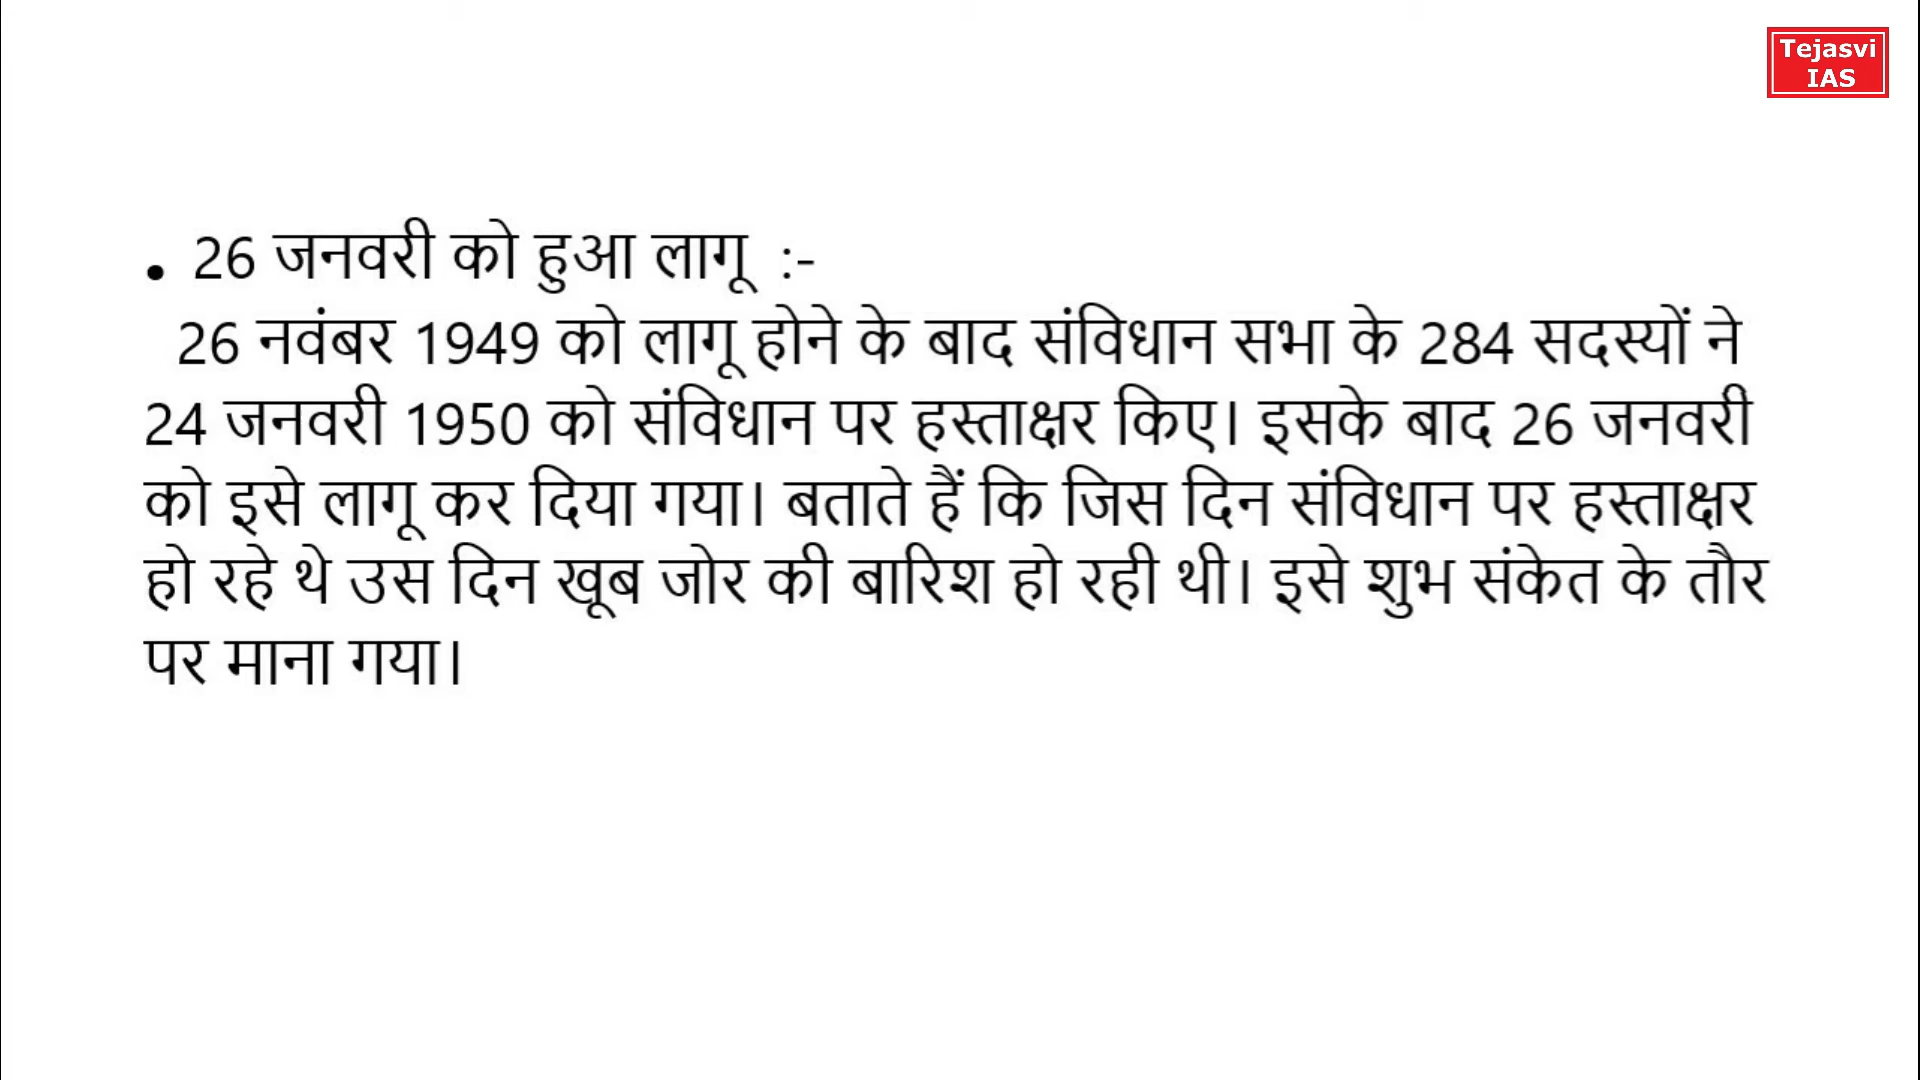 Tejasvi
IAS
• 26 जनवरी को हुआ लागू :-
26 नवंबर 1949 को लागू होने के बाद संविधान सभा के 284 सदस्यों ने
24 जनवरी 1950 को संविधान पर हस्ताक्षर किए। इसके बाद 26 जनवरी
को इसे लागू कर दिया गया। बताते हैं कि जिस दिन संविधान पर हस्ताक्षर
हो रहे थे उस दिन खूब जोर की बारिश हो रही थी। इसे शुभ संकेत के तौर
पर माना गया।